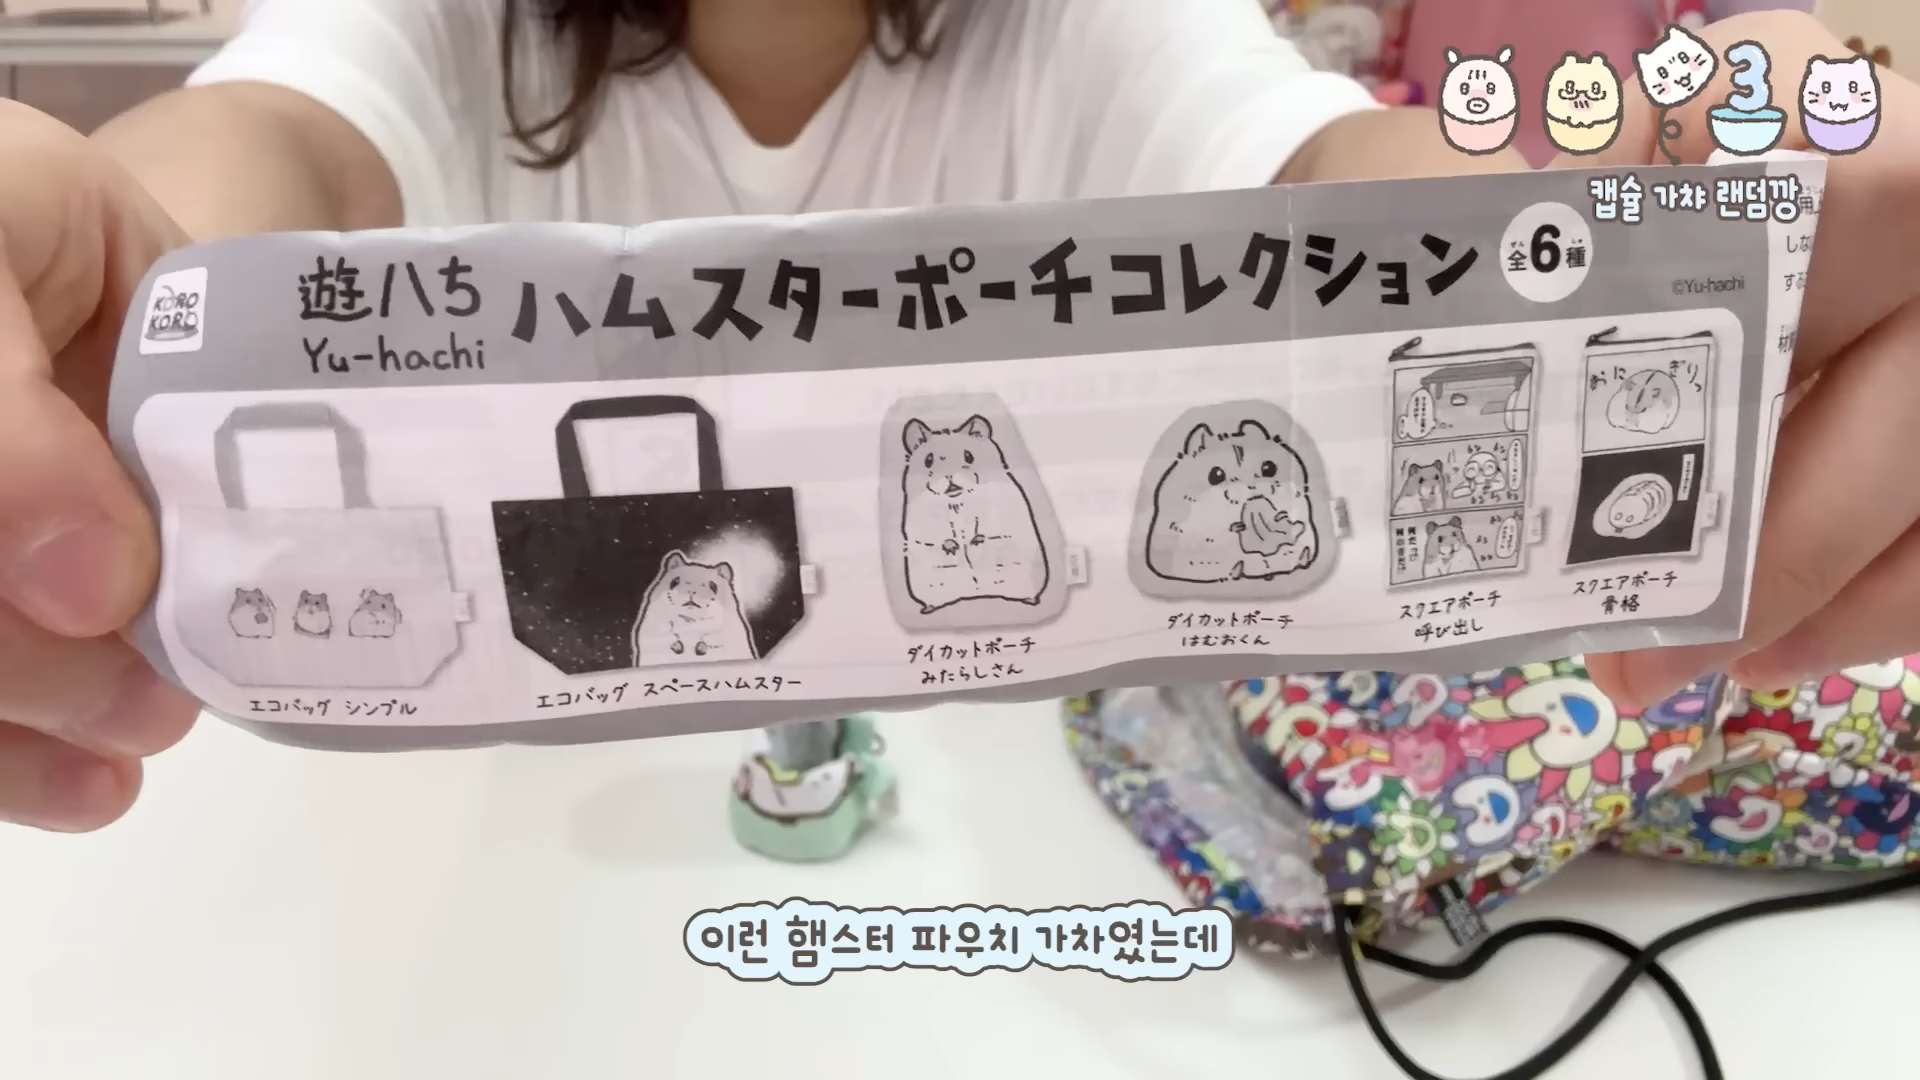 3
캡슐 가챠 랜덤깡
KORO
KORO
遊ハち
Yu-hachi
ハムスターポーチコレクション
全6種
©Yu-hachi
エコバッグ シンプル
エコバッグ スペースハムスター
ダイカットポーチ
みたらしさん
ダイカットポーチ
はむおくん
スクエアポーチ
呼び出し
おにぎりっ
スクエアポーチ
骨格
이런 햄스터 파우치 가차였는데